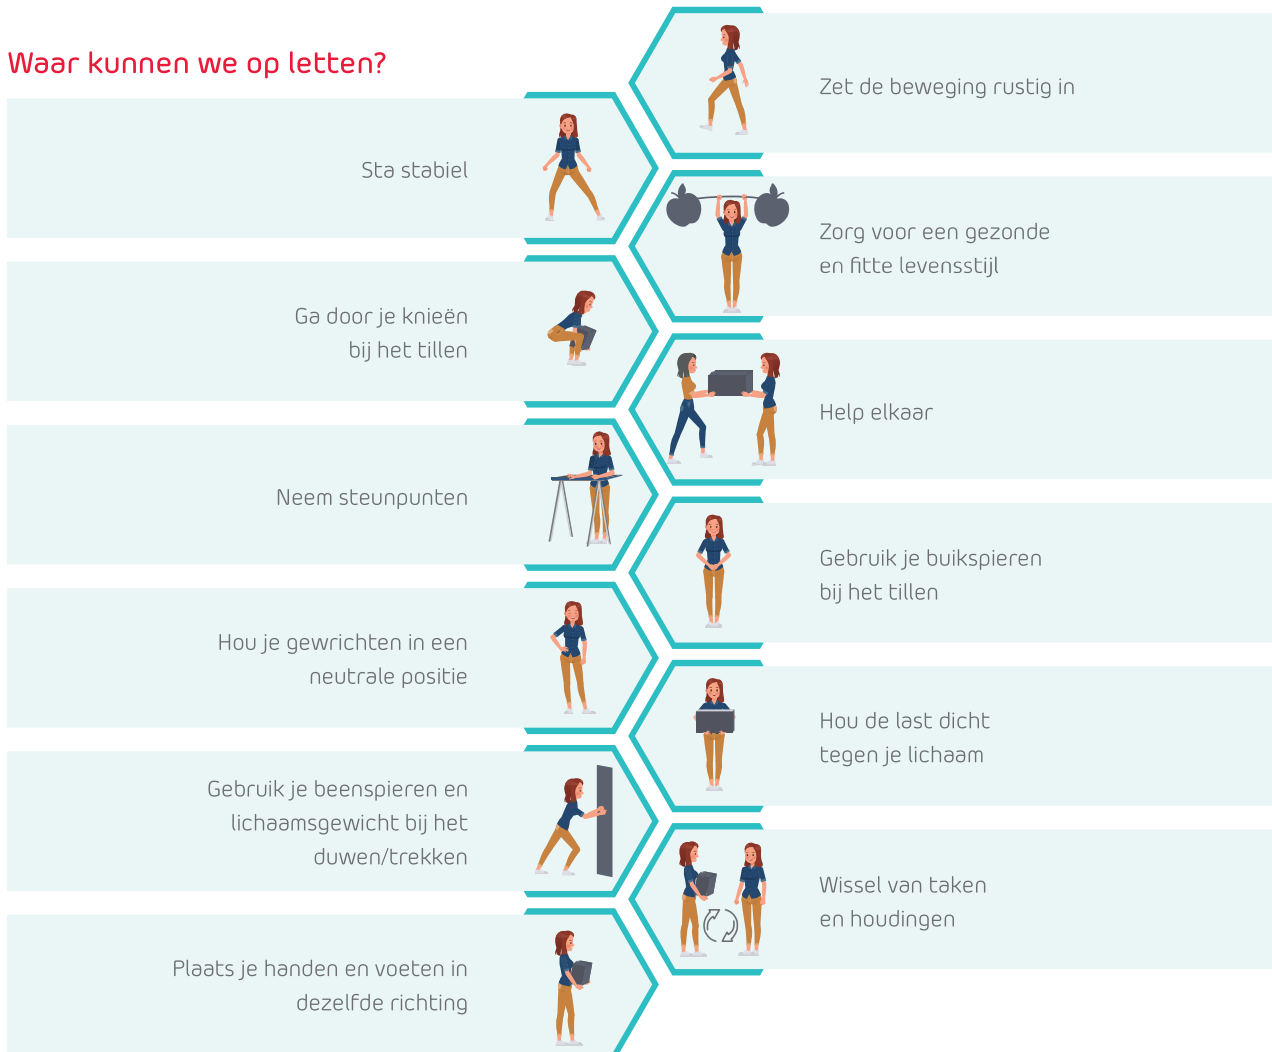 Waar kunnen we op letten?
Sta stabiel
Ga door je knieën
bij het tillen
Neem steunpunten
Hou je gewrichten in een
neutrale positie
Gebruik je beenspieren en
lichaamsgewicht bij het
duwen/trekken
Plaats je handen en voeten in
dezelfde richting
Zet de beweging rustig in
Zorg voor een gezonde
en fitte levensstijl
Help elkaar
Gebruik je buikspieren
bij het tillen
Hou de last dicht
tegen je lichaam
Wissel van taken
en houdingen